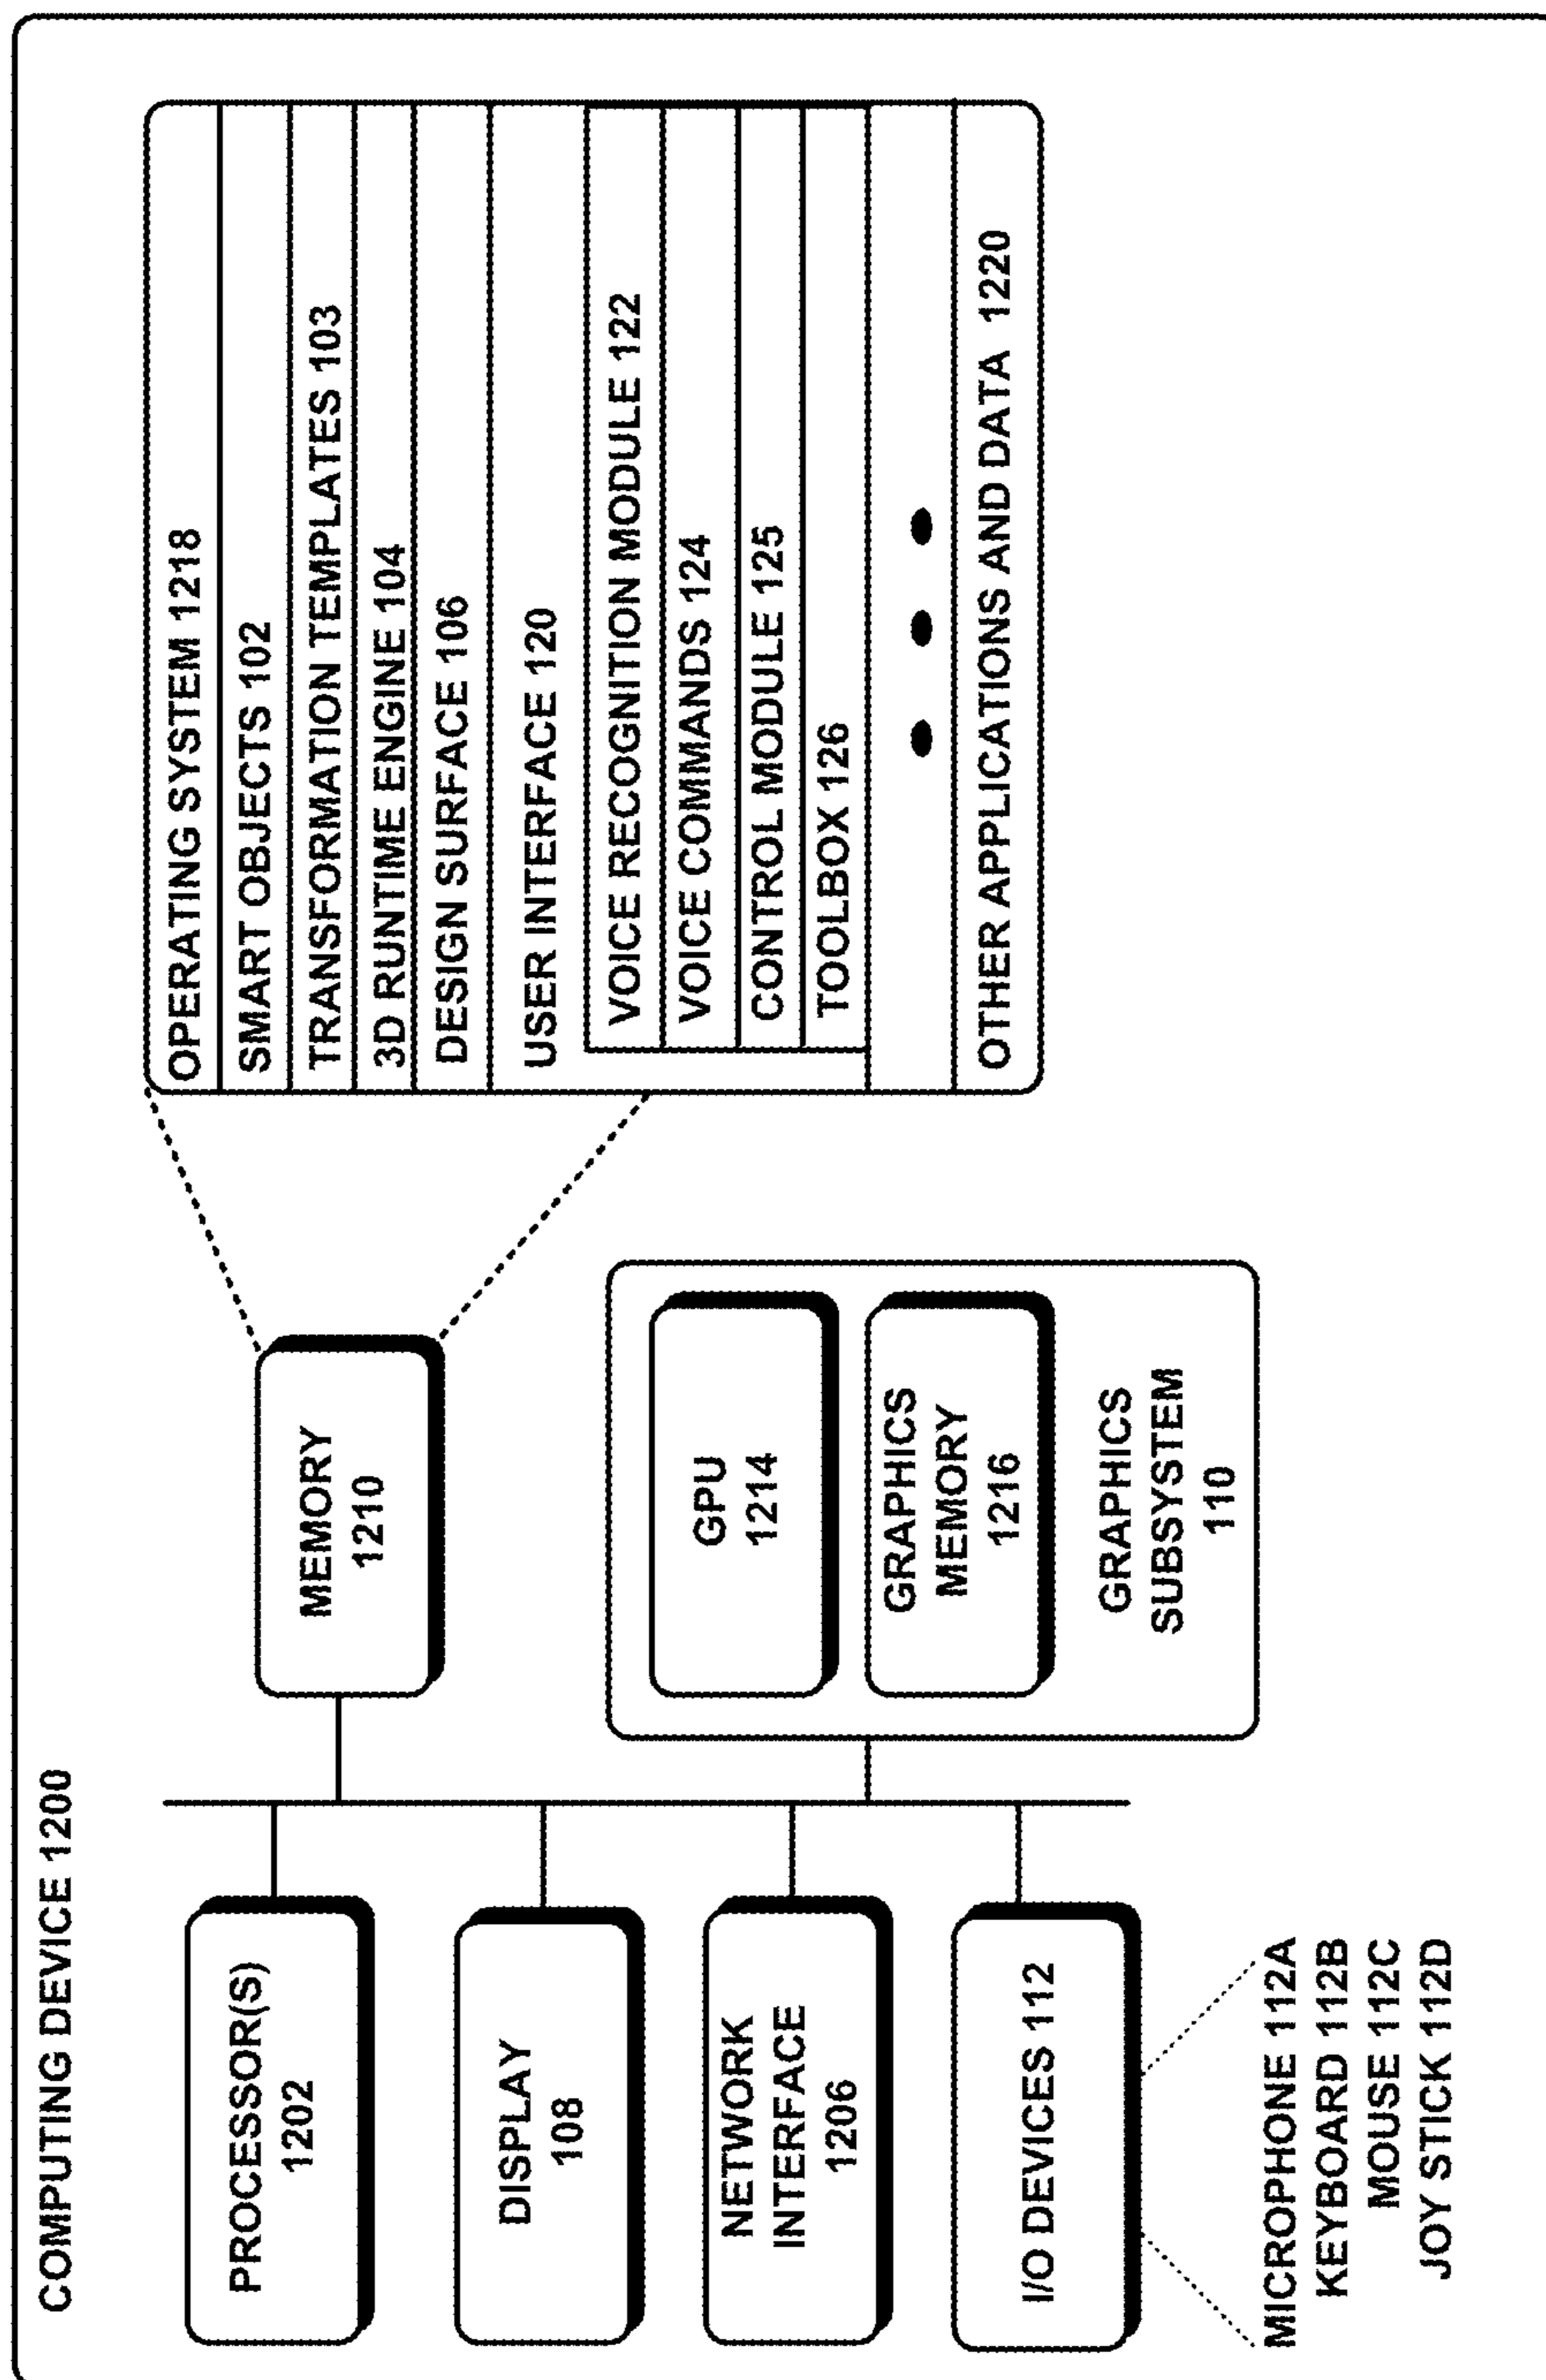 COMPUTING DEVICE 1200
PROCESSOR(S)
1202
DISPLAY
108
NETWORK
INTERFACE
1206
I/O DEVICES 112
MICROPHONE 112A
KEYBOARD 112B
MOUSE 112C
JOY STICK 112D
MEMORY
1210
GPU
1214
GRAPHICS
MEMORY
1216
GRAPHICS
SUBSYSTEM
110
OPERATING SYSTEM 1218
SMART OBJECTS 102
TRANSFORMATION TEMPLATES 103
3D RUNTIME ENGINE 104
DESIGN SURFACE 106
USER INTERFACE 120
VOICE RECOGNITION MODULE 122
VOICE COMMANDS 124
CONTROL MODULE 125
TOOLBOX 126
OTHER APPLICATIONS AND DATA 1220